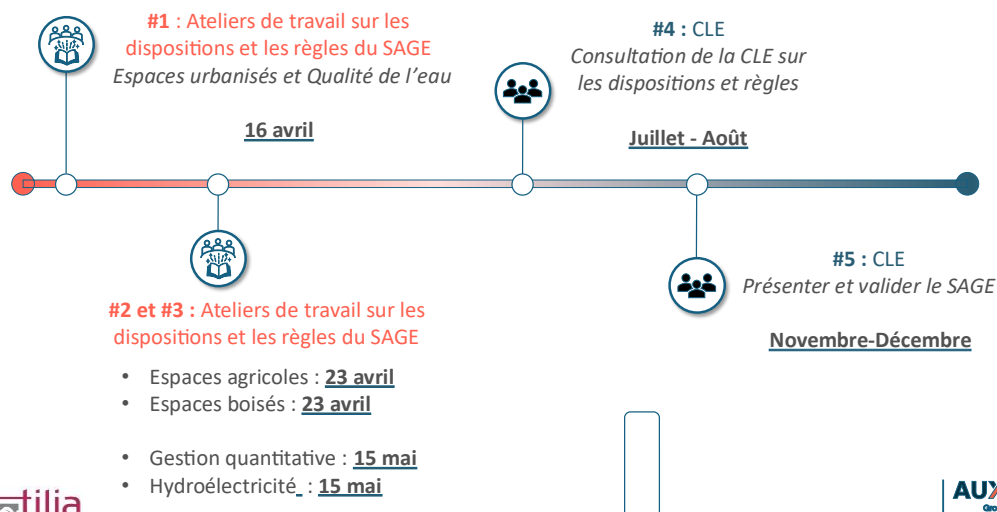 #1 : Ateliers de travail sur les
dispositions et les règles du SAGE
Espaces urbanisés et Qualité de l'eau
16 avril
#4 : CLE
Consultation de la CLE sur
les dispositions et règles
Juillet - Août
#2 et #3 : Ateliers de travail sur les
dispositions et les règles du SAGE
• Espaces agricoles : 23 avril
• Espaces boisés : 23 avril
• Gestion quantitative : 15 mai
• Hydroélectricité : 15 mai
#5 : CLE
Présenter et valider le SAGE
Novembre-Décembre
tilia
AUX